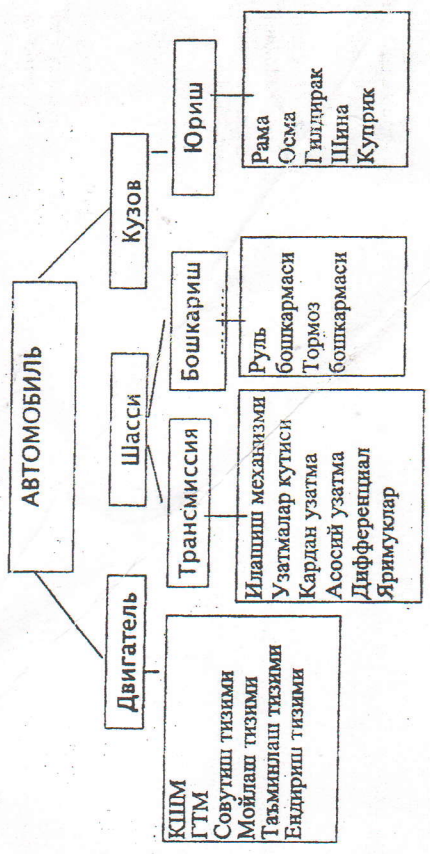 АВТОМОБИЛЬ
Двигатель
Шасси
Кузов
Трансмиссия
Бошкариш
Юриш
КШМ
ГТМ
Совутиш тизими
Мойлаш тизими
Таъминлаш тизими
Ендириш тизими
Илашиш механизми
Узатмалар кутиси
Кардан узатма
Асосий узатма
Дифференциал
Яримуклар
Руль
бошкармаси
Тормоз
бошкармаси
Рама
Осма
Гилдирак
Шина
Куприк